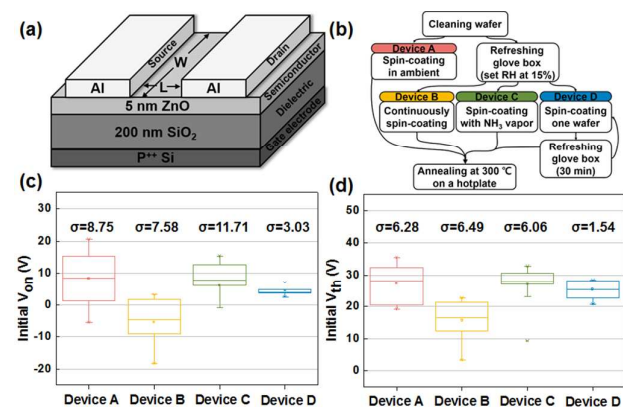 (a)
Source
W
Drain
Al
L
Al
Semiconductor
5 nm ZnO
Dielectric
200 nm SiO2
Gate electrode
P++ Si
(b)
Cleaning wafer
Device A
Spin-coating
in ambient
Refreshing
glove box
(set RH at 15%)
Device B
Continuously
spin-coating
Device C
Spin-coating
with NH3 vapor
Device D
Spin-coating
one wafer
Refreshing
glove box
(30 min)
Annealing at 300 ℃
on a hotplate
(c)
Initial Von (V)
30
20
10
0
-10
-20
σ=8.75 σ=7.58 σ=11.71 σ=3.03
Device A Device B Device C Device D
(d)
Initial Vth (V)
50
40
30
20
10
0
σ=6.28 σ=6.49 σ=6.06 σ=1.54
Device A Device B Device C Device D